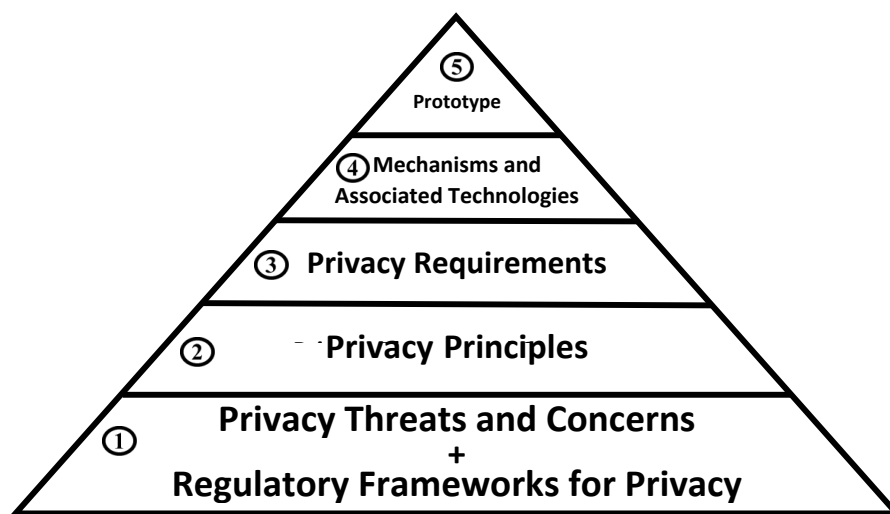 5
Prototype
4 Mechanisms and
Associated Technologies
3 Privacy Requirements
2 Privacy Principles
1 Privacy Threats and Concerns
+
Regulatory Frameworks for Privacy